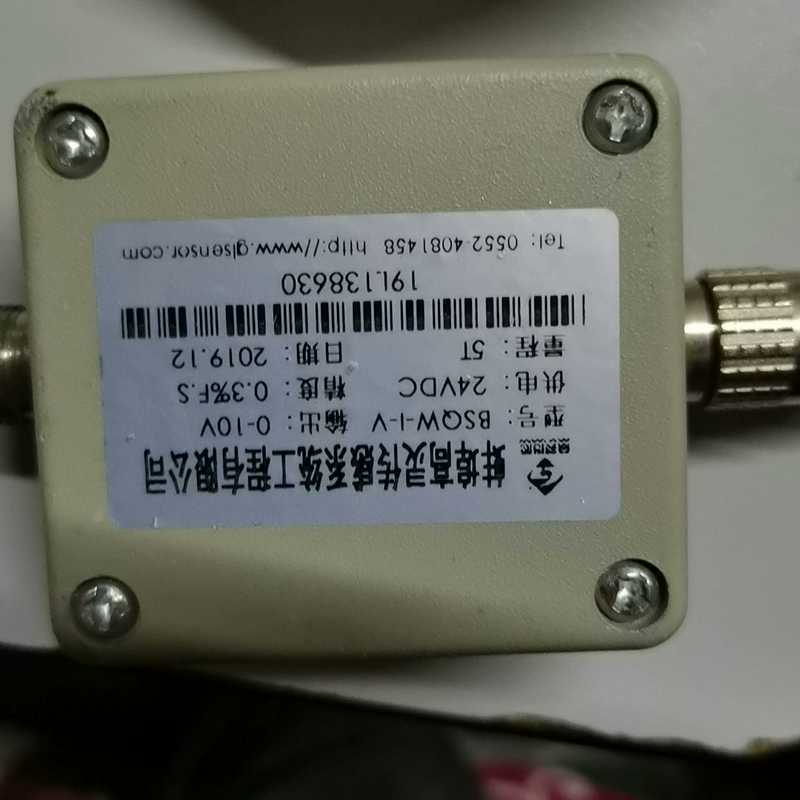 蚌埠高灵传感系统工程有限公司
型号：BSQW-I-V 输出：0-10V
供电：24VDC 精度：0.3%F.S
量程：5T 日期：2019.12
19L138630
Tel: 0552-4081458 http://www.glsensor.com